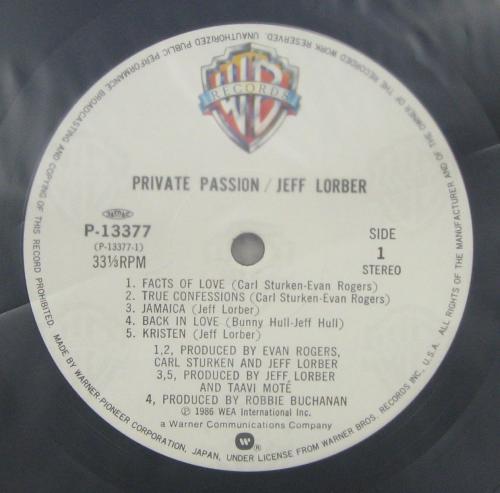 UNAUTHORIZED PUBLIC PERFORMANCE BROADCASTING AND COPYING OF THIS RECORD PROHIBITED.
ALL RIGHTS OF THE MANUFACTURER AND OF THE OWNER OF THE RECORDED WORK RESERVED.
WB
RECORDS
PRIVATE PASSION / JEFF LORBER
P-13377
(P-13377-1)
33⅓RPM
SIDE
1
STEREO
1. FACTS OF LOVE (Carl Sturken-Evan Rogers)
2. TRUE CONFESSIONS (Carl Sturken-Evan Rogers)
3. JAMAICA (Jeff Lorber)
4. BACK IN LOVE (Bunny Hull-Jeff Hull)
5. KRISTEN (Jeff Lorber)
1,2, PRODUCED BY EVAN ROGERS,
CARL STURKEN AND JEFF LORBER
3,5, PRODUCED BY JEFF LORBER
AND TAAVI MOTÉ
4, PRODUCED BY ROBBIE BUCHANAN
Ⓟ 1986 WEA International Inc.
a Warner Communications Company
W ®
MADE BY WARNER-PIONEER CORPORATION, JAPAN, UNDER LICENSE FROM WARNER BROS. RECORDS INC., U.S.A.